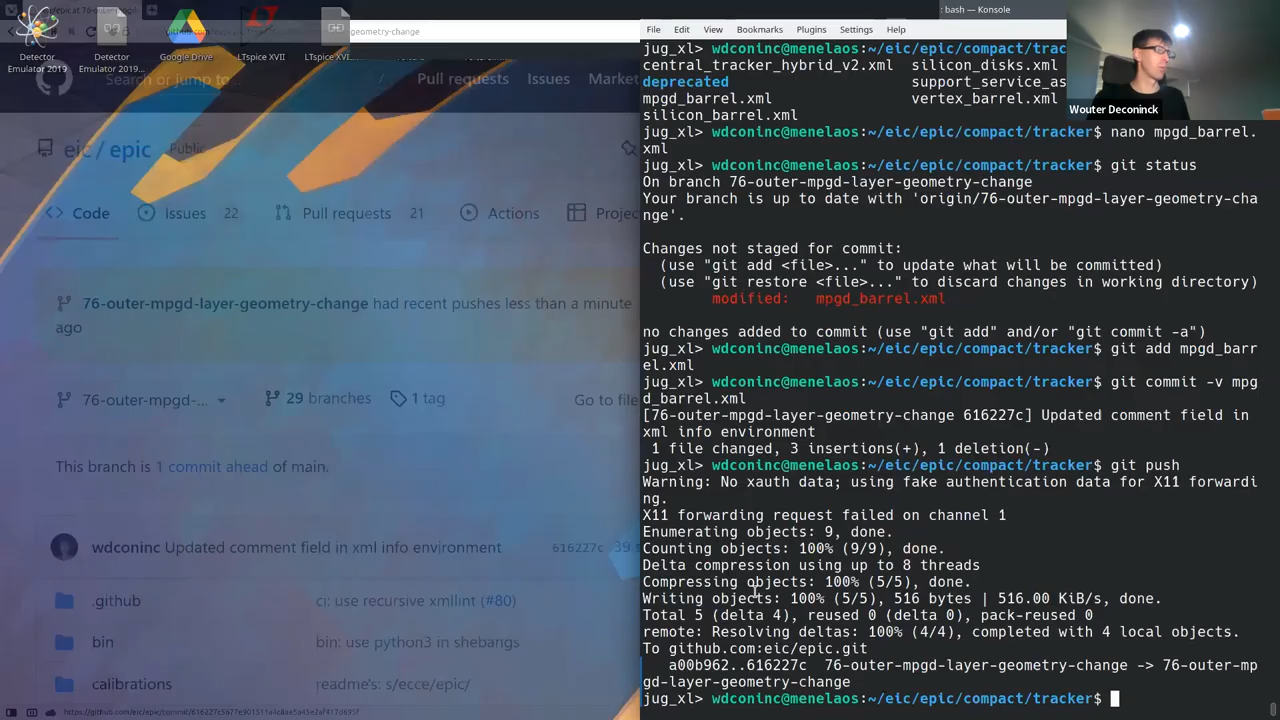 : bash — Konsole
geometry-change
Detector
Emulator 2019
Detector
Emulator 2019...
Google Drive
LTspice XVII
LTspice XVI...
Search or jump to...
/
Pull requests
Issues
Market
eic / epic
Public
Code
Issues 22
Pull requests 21
Actions
Projec
76-outer-mpgd-layer-geometry-change had recent pushes less than a minute
ago
76-outer-mpgd-...
29 branches
1 tag
Go to file
This branch is 1 commit ahead of main.
wdconinc Updated comment field in xml info environment
616227c 39 s
.github
ci: use recursive xmllint (#80)
bin
bin: use python3 in shebangs
calibrations
readme's: s/ecce/epic/
File Edit View Bookmarks Plugins Settings Help
jug_xl> wdconinc@menelaos:~/eic/epic/compact/trac
central_tracker_hybrid_v2.xml silicon_disks.xml
deprecated support_service_as
mpgd_barrel.xml vertex_barrel.xml
silicon_barrel.xml
jug_xl> wdconinc@menelaos:~/eic/epic/compact/tracker$ nano mpgd_barrel.
xml
jug_xl> wdconinc@menelaos:~/eic/epic/compact/tracker$ git status
On branch 76-outer-mpgd-layer-geometry-change
Your branch is up to date with 'origin/76-outer-mpgd-layer-geometry-cha
nge'.
Changes not staged for commit:
(use "git add <file>..." to update what will be committed)
(use "git restore <file>..." to discard changes in working directory)
modified: mpgd_barrel.xml
no changes added to commit (use "git add" and/or "git commit -a")
jug_xl> wdconinc@menelaos:~/eic/epic/compact/tracker$ git add mpgd_barr
el.xml
jug_xl> wdconinc@menelaos:~/eic/epic/compact/tracker$ git commit -v mpg
d_barrel.xml
[76-outer-mpgd-layer-geometry-change 616227c] Updated comment field in
xml info environment
1 file changed, 3 insertions(+), 1 deletion(-)
jug_xl> wdconinc@menelaos:~/eic/epic/compact/tracker$ git push
Warning: No xauth data; using fake authentication data for X11 forwardi
ng.
X11 forwarding request failed on channel 1
Enumerating objects: 9, done.
Counting objects: 100% (9/9), done.
Delta compression using up to 8 threads
Compressing objects: 100% (5/5), done.
Writing objects: 100% (5/5), 516 bytes | 516.00 KiB/s, done.
Total 5 (delta 4), reused 0 (delta 0), pack-reused 0
remote: Resolving deltas: 100% (4/4), completed with 4 local objects.
To github.com:eic/epic.git
a00b962..616227c 76-outer-mpgd-layer-geometry-change -> 76-outer-mp
gd-layer-geometry-change
jug_xl> wdconinc@menelaos:~/eic/epic/compact/tracker$
Wouter Deconinck